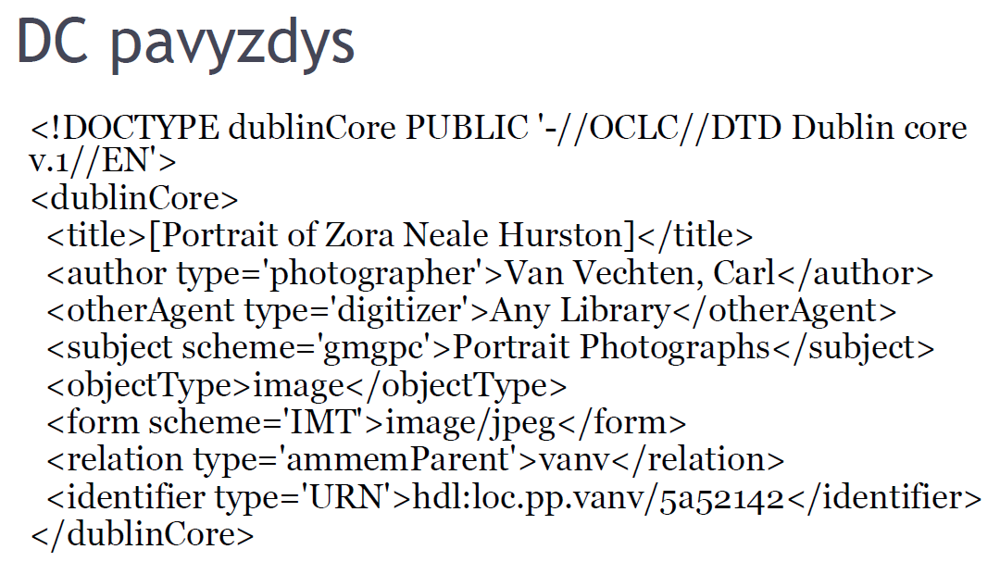 DC pavyzdys
<!DOCTYPE dublinCore PUBLIC '-//OCLC//DTD Dublin core
v.1//EN'>
<dublinCore>
  <title>[Portrait of Zora Neale Hurston]</title>
  <author type='photographer'>Van Vechten, Carl</author>
  <otherAgent type='digitizer'>Any Library</otherAgent>
  <subject scheme='gmgpc'>Portrait Photographs</subject>
  <objectType>image</objectType>
  <form scheme='IMT'>image/jpeg</form>
  <relation type='ammemParent'>vanv</relation>
  <identifier type='URN'>hdl:loc.pp.vanv/5a52142</identifier>
</dublinCore>